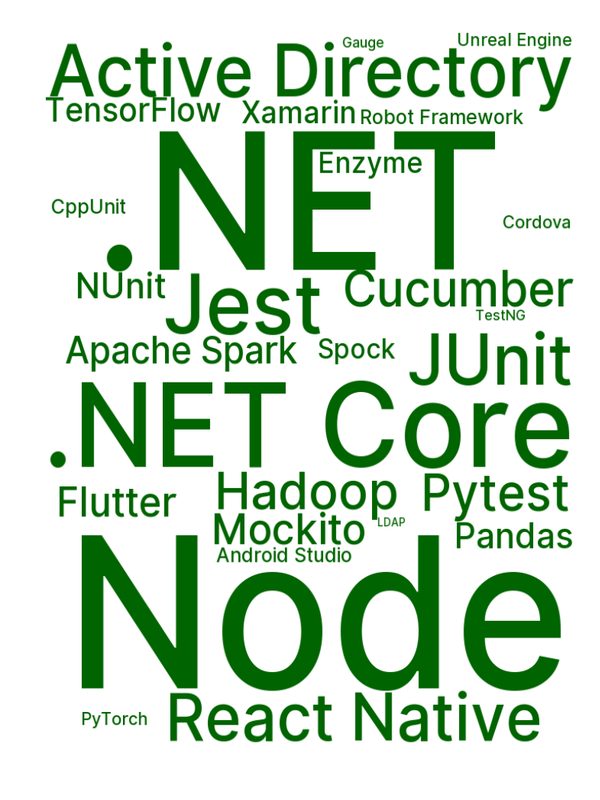 Gauge
Unreal Engine
Active Directory
TensorFlow
Xamarin
Robot Framework
.NET
Enzyme
CppUnit
Cordova
NUnit
Jest
Cucumber
TestNG
Apache Spark
Spock
JUnit
.NET Core
Flutter
Hadoop
Pytest
Mockito
LDAP
Pandas
Android Studio
Node
PyTorch
React Native